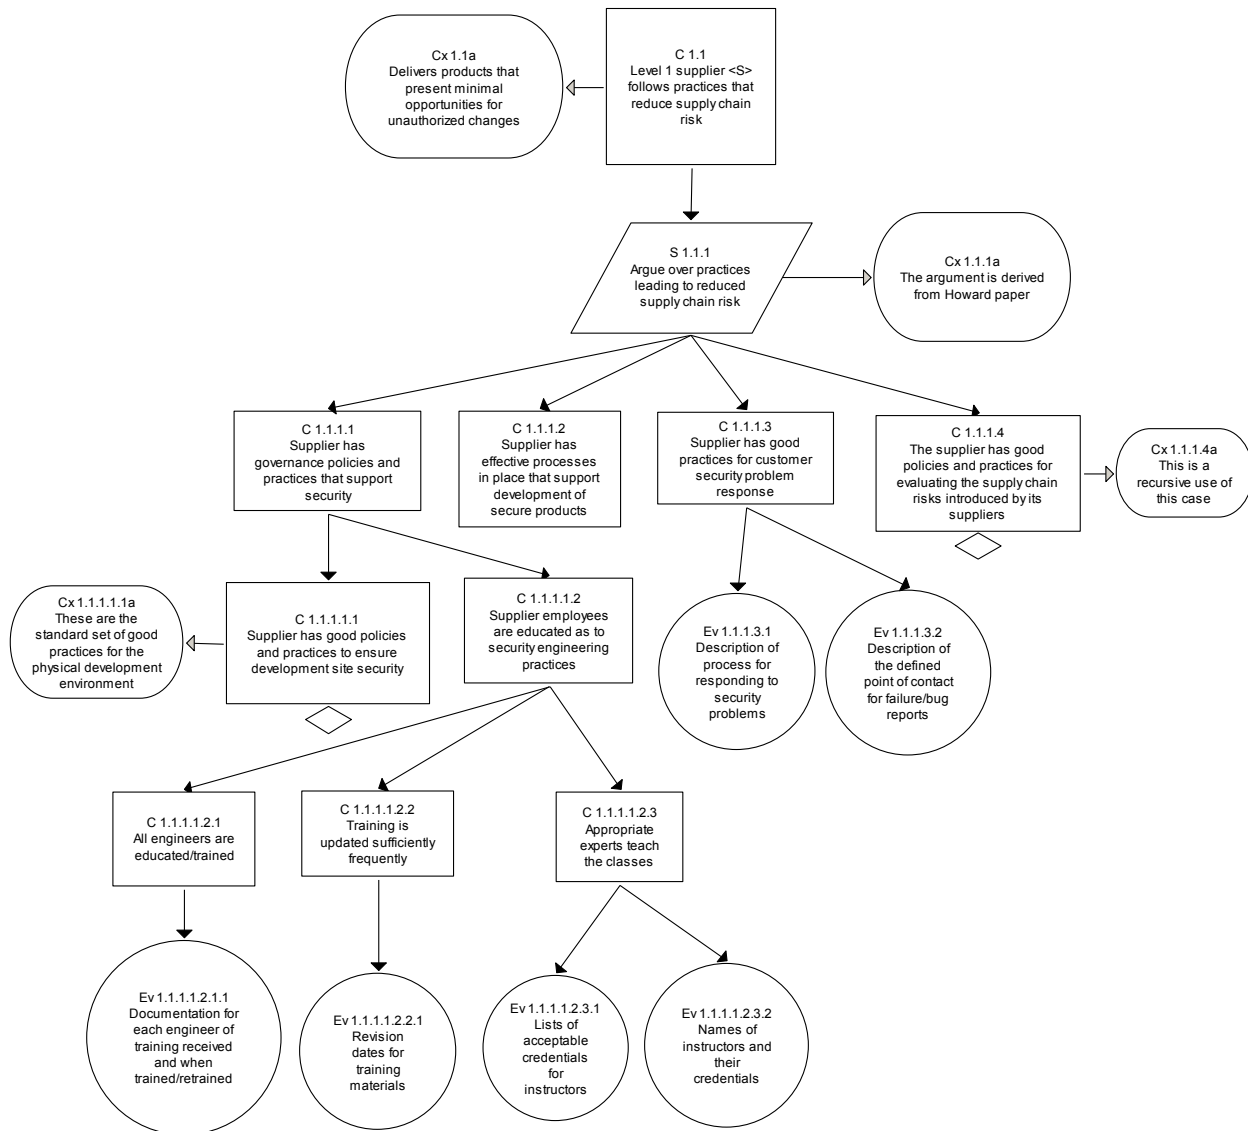 Cx 1.1a
Delivers products that
present minimal
opportunities for
unauthorized changes
C 1.1
Level 1 supplier <S>
follows practices that
reduce supply chain
risk
S 1.1.1
Argue over practices
leading to reduced
supply chain risk
Cx 1.1.1a
The argument is derived
from Howard paper
C 1.1.1.1
Supplier has
governance policies and
practices that support
security
C 1.1.1.2
Supplier has
effective processes
in place that support
development of
secure products
C 1.1.1.3
Supplier has good
practices for customer
security problem
response
C 1.1.1.4
The supplier has good
policies and practices for
evaluating the supply chain
risks introduced by its
suppliers
Cx 1.1.1.4a
This is a
recursive use of
this case
Cx 1.1.1.1.1a
These are the
standard set of good
practices for the
physical development
environment
C 1.1.1.1.1
Supplier has good policies
and practices to ensure
development site security
C 1.1.1.1.2
Supplier employees
are educated as to
security engineering
practices
Ev 1.1.1.3.1
Description of
process for
responding to
security
problems
Ev 1.1.1.3.2
Description of
the defined
point of contact
for failure/bug
reports
C 1.1.1.1.2.1
All engineers are
educated/trained
C 1.1.1.1.2.2
Training is
updated sufficiently
frequently
C 1.1.1.1.2.3
Appropriate
experts teach
the classes
Ev 1.1.1.1.2.1.1
Documentation for
each engineer of
training received
and when
trained/retrained
Ev 1.1.1.1.2.2.1
Revision
dates for
training
materials
Ev 1.1.1.1.2.3.1
Lists of
acceptable
credentials
for
instructors
Ev 1.1.1.1.2.3.2
Names of
instructors and
their
credentials